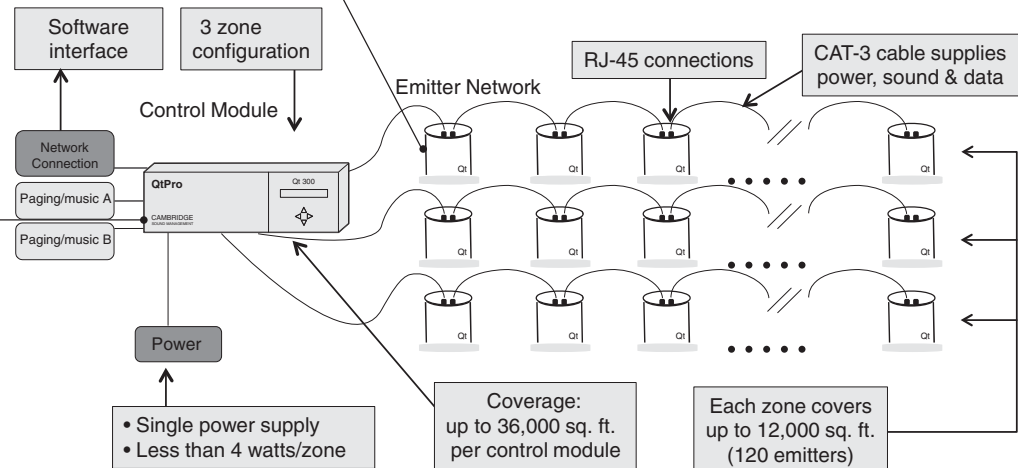 Software
interface
3 zone
configuration
Control Module
Emitter Network
RJ-45 connections
CAT-3 cable supplies
power, sound & data
Network
Connection
Paging/music A
Paging/music B
QtPro
Qt 300
CAMBRIDGE
SOUND MANAGEMENT
Qt
Qt
Qt
Qt
Qt
Qt
Qt
Qt
Qt
Qt
Qt
Qt
Power
• Single power supply
• Less than 4 watts/zone
Coverage:
up to 36,000 sq. ft.
per control module
Each zone covers
up to 12,000 sq. ft.
(120 emitters)